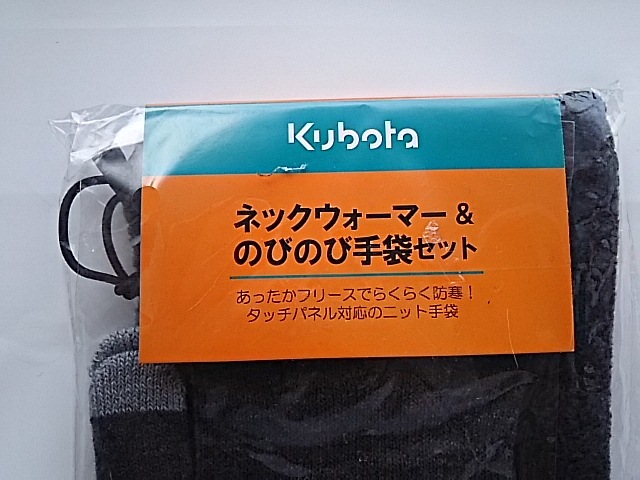 Kubota
ネックウォーマー&
のびのび手袋セット
あったかフリースでらくらく防寒！
タッチパネル対応のニット手袋